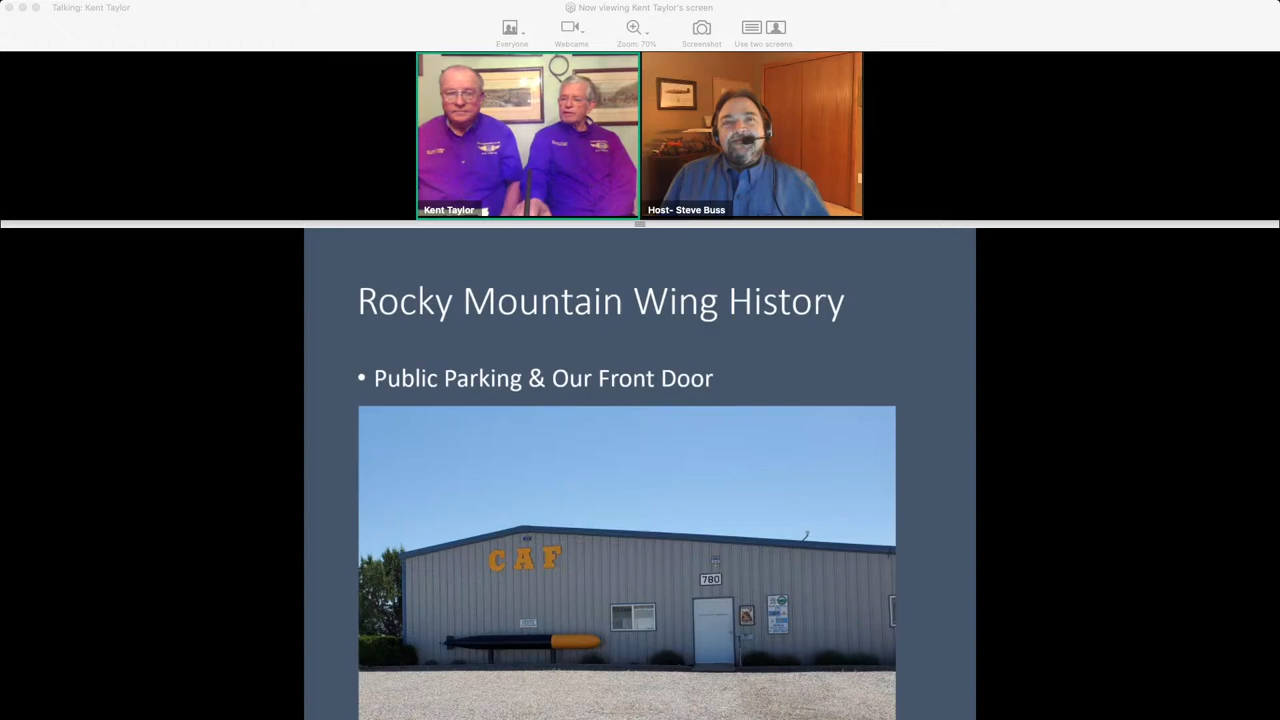 Talking: Kent Taylor
Now viewing Kent Taylor's screen
Everyone
Webcams
Zoom: 70%
Screenshot
Use two screens
Kent Taylor
Host- Steve Buss
Rocky Mountain Wing History
• Public Parking & Our Front Door
CAF
780